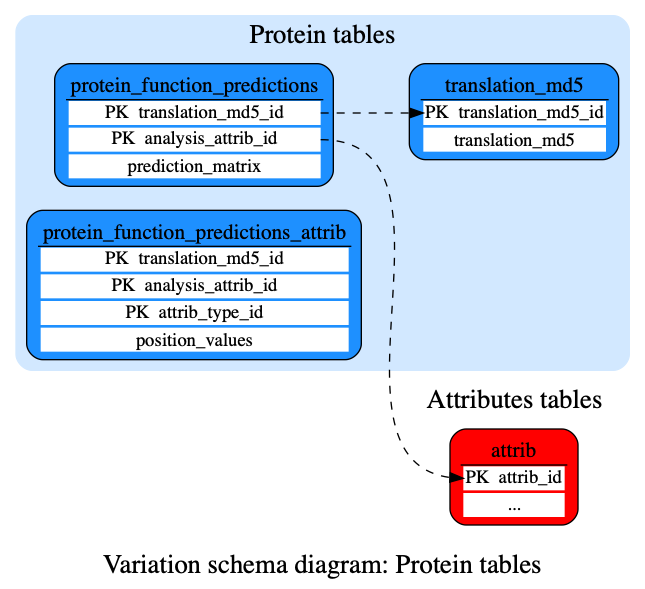 Protein tables
protein_function_predictions
PK translation_md5_id
PK analysis_attrib_id
prediction_matrix
translation_md5
PK translation_md5_id
translation_md5
protein_function_predictions_attrib
PK translation_md5_id
PK analysis_attrib_id
PK attrib_type_id
position_values
Attributes tables
attrib
PK attrib_id
...
Variation schema diagram: Protein tables